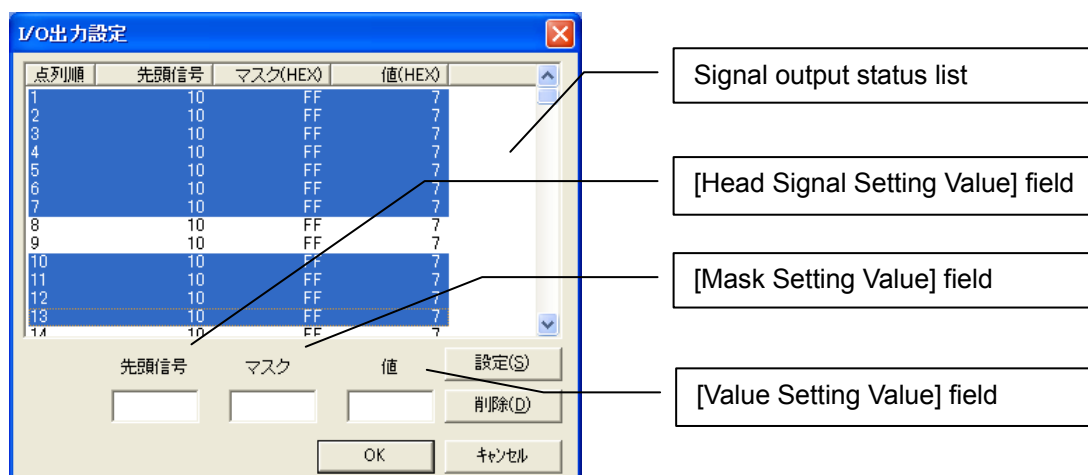 I/O出力設定
点列順 先頭信号 マスク(HEX) 値(HEX)
1 10 FF 7
2 10 FF 7
3 10 FF 7
4 10 FF 7
5 10 FF 7
6 10 FF 7
7 10 FF 7
8 10 FF 7
9 10 FF 7
10 10 FF 7
11 10 FF 7
12 10 FF 7
13 10 FF 7
14 10 FF 7
先頭信号 マスク 値 設定(S)
削除(D)
OK キャンセル
Signal output status list
[Head Signal Setting Value] field
[Mask Setting Value] field
[Value Setting Value] field